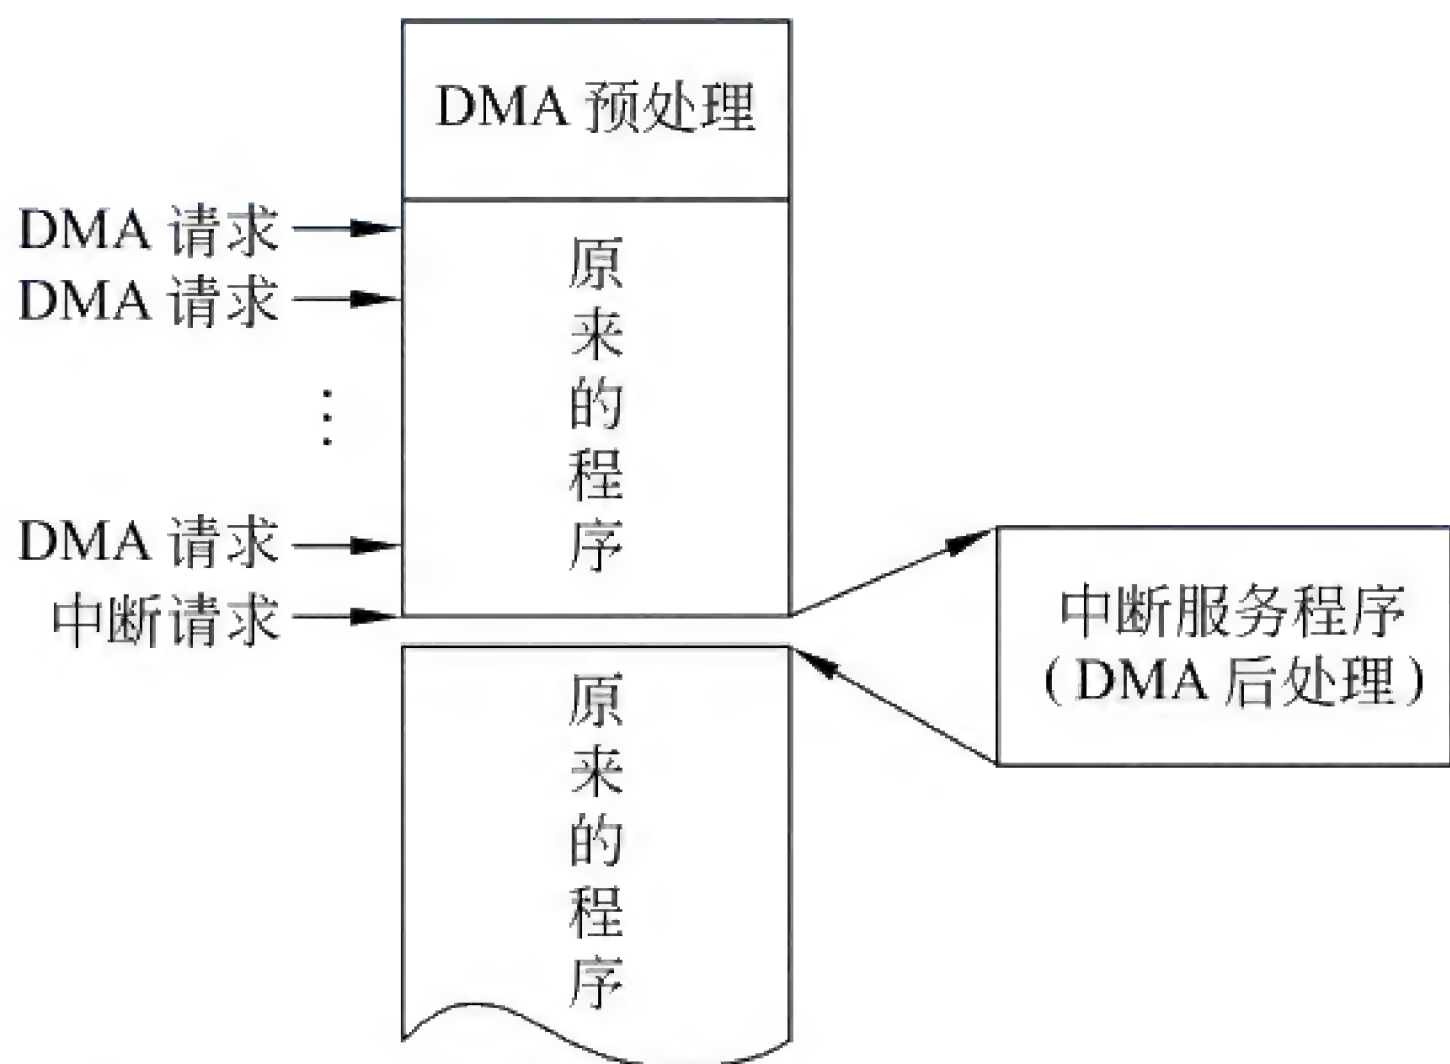 DMA 预处理
DMA 请求
DMA 请求
⋮
DMA 请求
中断请求
原来的程序
中断服务程序
(DMA 后处理)
原来的程序